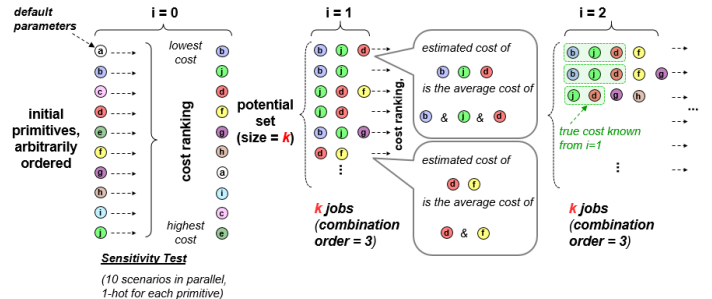 i = 0
i = 1
i = 2
default
parameters
a
b
c
d
e
f
g
h
i
j
initial
primitives,
arbitrarily
ordered
cost ranking
lowest
cost
b
j
d
f
g
h
a
i
c
e
highest
cost
Sensitivity Test
(10 scenarios in parallel,
1-hot for each primitive)
potential
set
(size = k)
b j d
b j
j d f
j d
b j g
d f
...
cost ranking,
k jobs
(combination
order = 3)
estimated cost of
b j d
is the average cost of
b & j & d
estimated cost of
d f
is the average cost of
d & f
b j d f
b j d f g
j d g h
true cost known
from i=1
...
...
k jobs
(combination
order = 3)